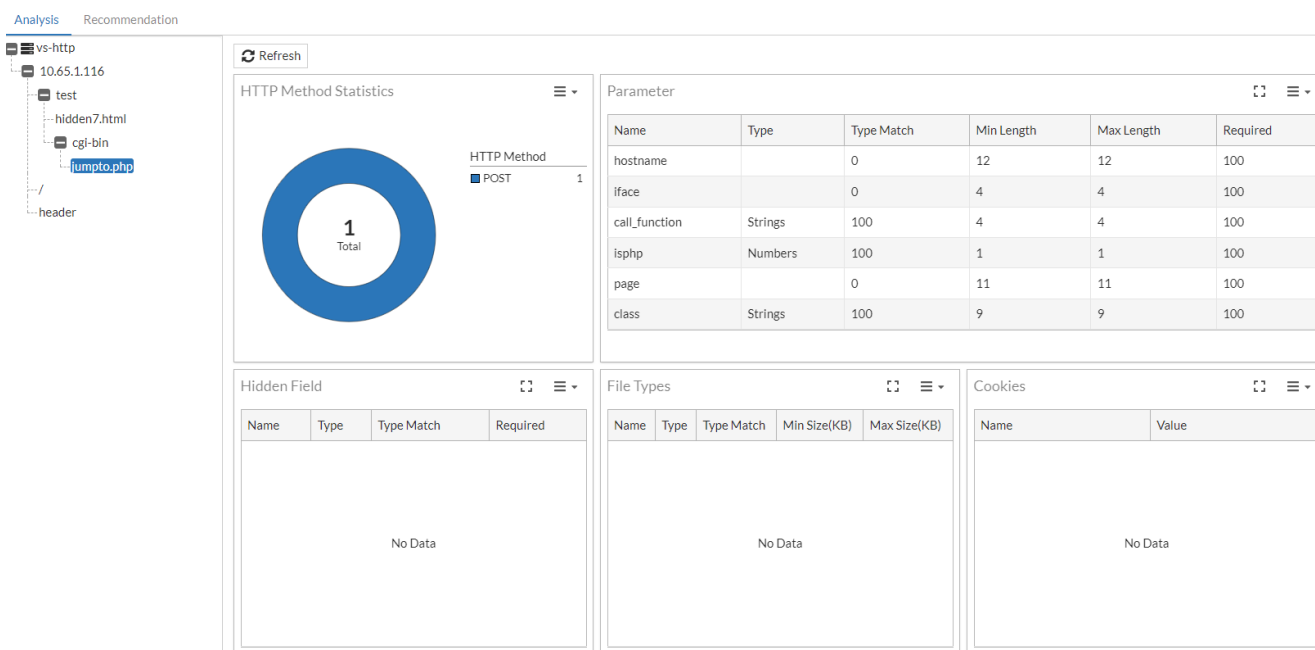 Analysis Recommendation
vs-http
10.65.1.116
test
hidden7.html
cgi-bin
jumpto.php
/
header
Refresh
HTTP Method Statistics
HTTP Method
POST 1
1
Total
Parameter
Name Type Type Match Min Length Max Length Required
hostname 0 12 12 100
iface 0 4 4 100
call_function Strings 100 4 4 100
isphp Numbers 100 1 1 100
page 0 11 11 100
class Strings 100 9 9 100
Hidden Field
Name Type Type Match Required
No Data
File Types
Name Type Type Match Min Size(KB) Max Size(KB)
No Data
Cookies
Name Value
No Data